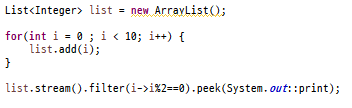 List<Integer> list = new ArrayList();
for(int i = 0 ; i < 10; i++) {
list.add(i);
}
list.stream().filter(i->i%2==0).peek(System.out::print);